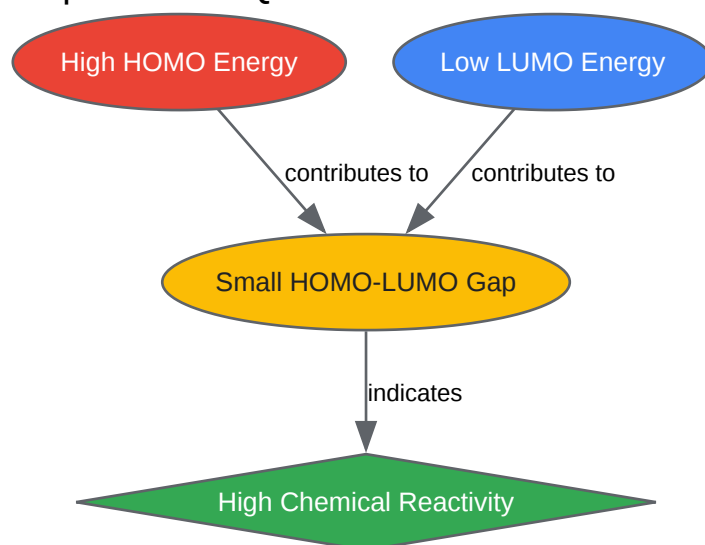 High HOMO Energy
Low LUMO Energy
contributes to
contributes to
Small HOMO-LUMO Gap
indicates
High Chemical Reactivity